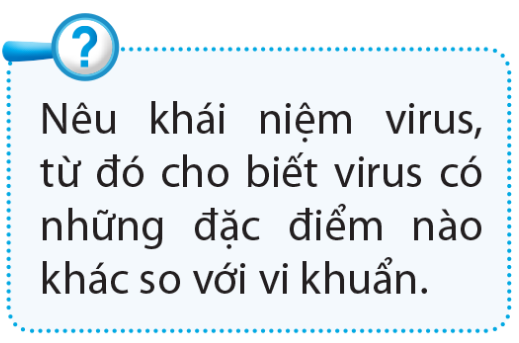 ?
Nêu khái niệm virus,
từ đó cho biết virus có
những đặc điểm nào
khác so với vi khuẩn.